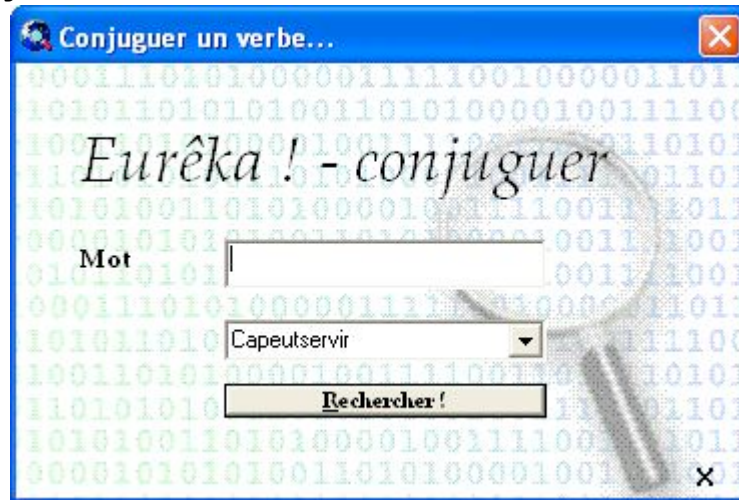 Conjuguer un verbe...
Eurêka ! - conjuguer
Mot
Capeutservir
Rechercher !